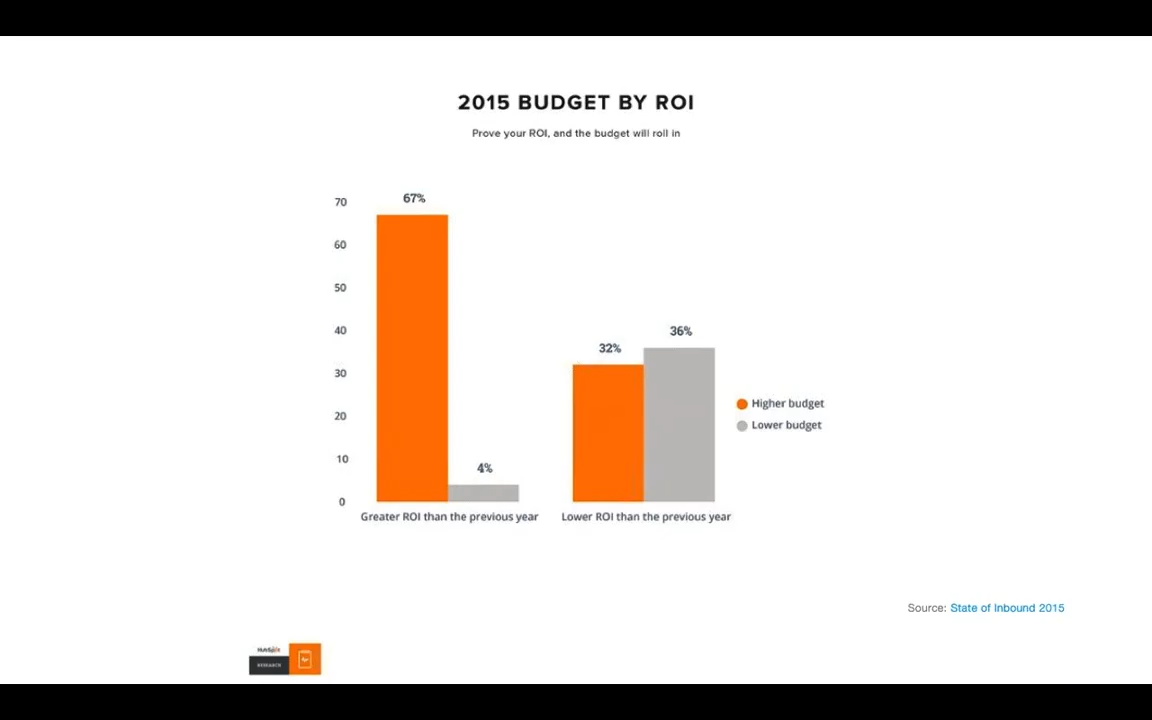 2015 BUDGET BY ROI
Prove your ROI, and the budget will roll in
67%
70
60
50
40
36%
32%
30
Higher budget
20
Lower budget
10
4%
0
Greater ROI than the previous year
Lower ROI than the previous year
Source: State of Inbound 2015
HubSpot
RESEARCH